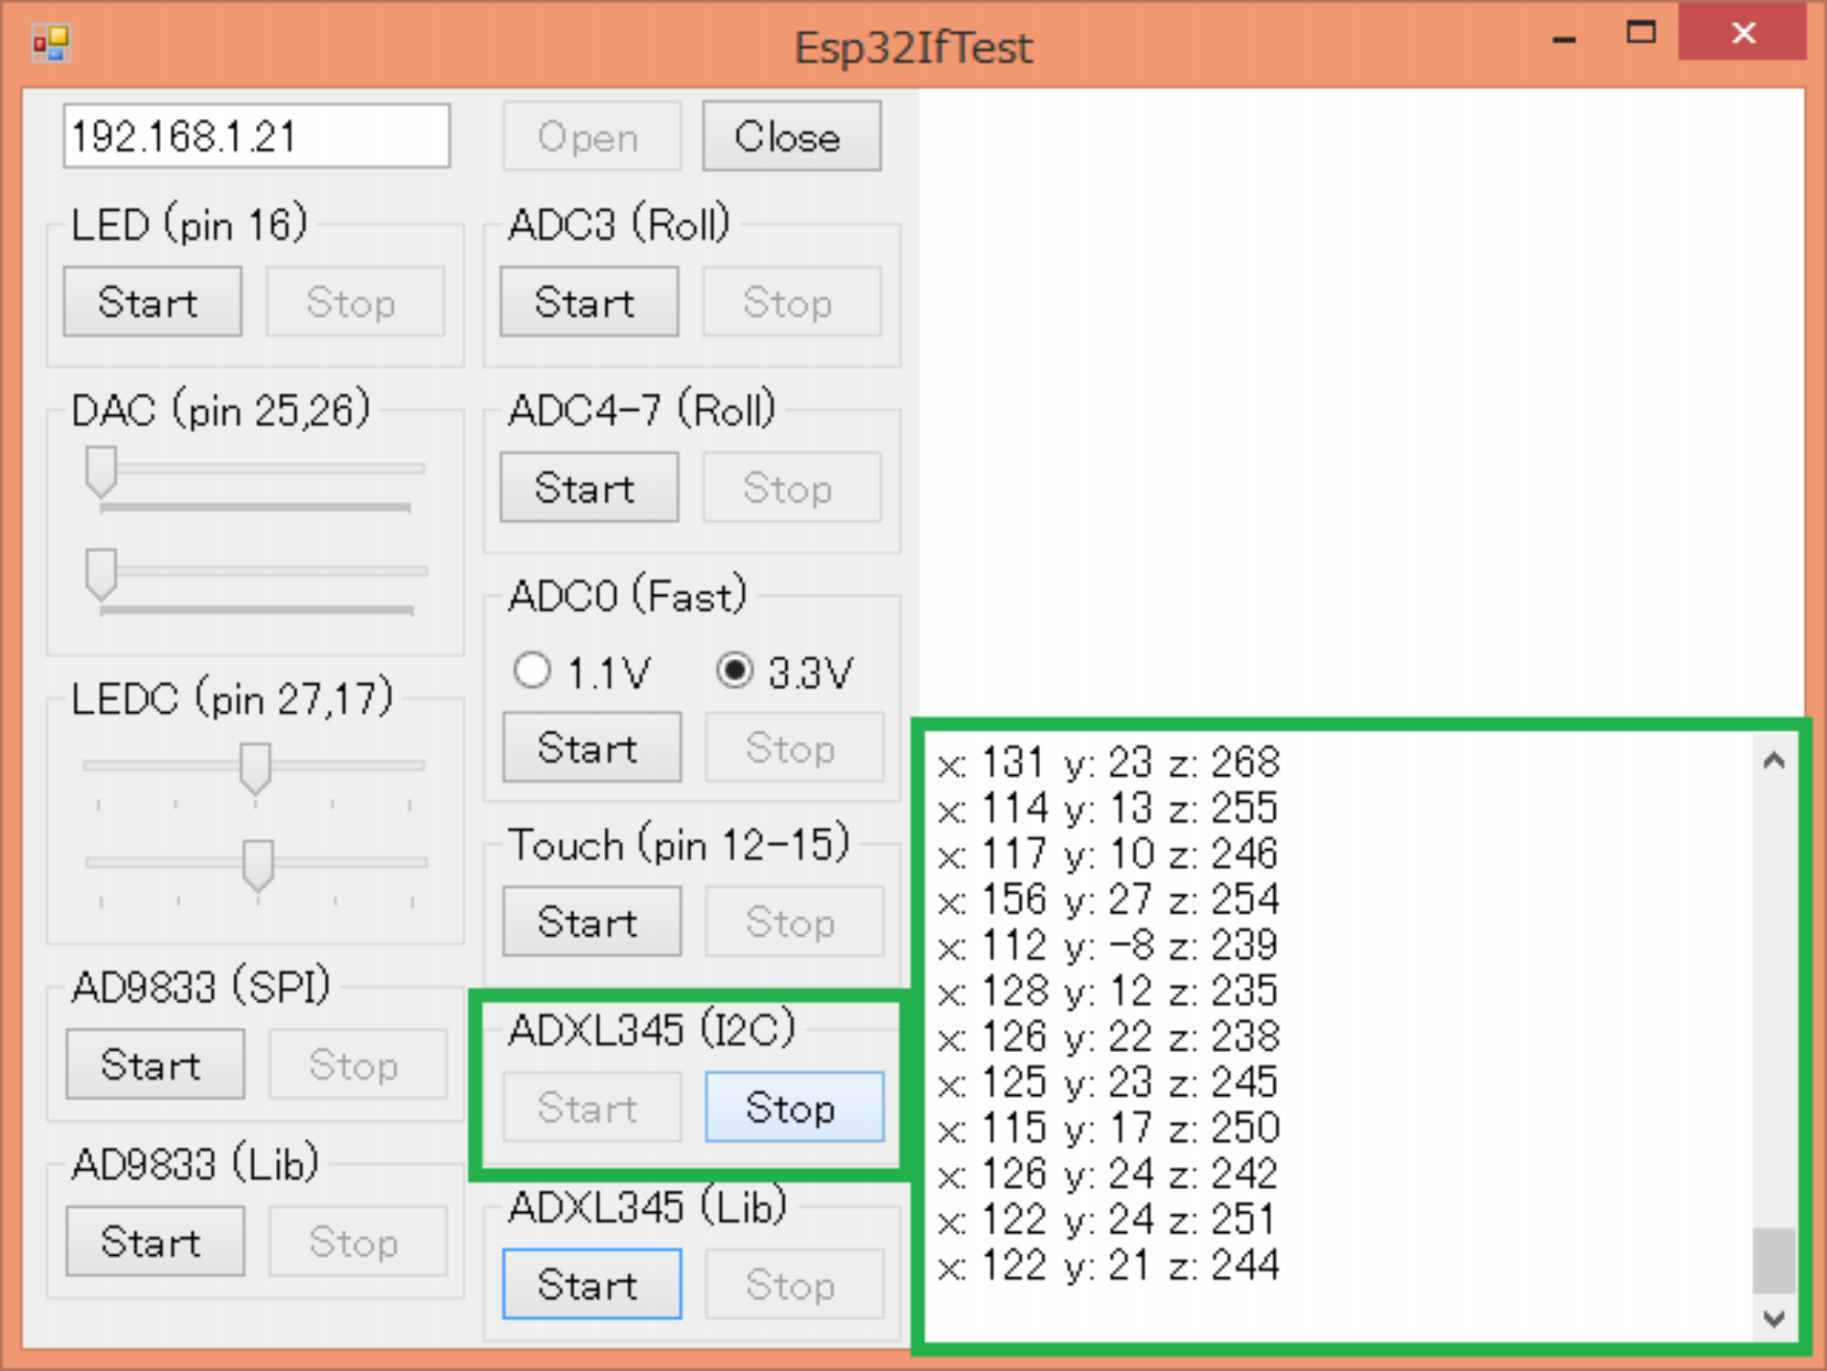 Esp32IfTest
192.168.1.21
Open Close
LED (pin 16)
Start Stop
DAC (pin 25,26)
LEDC (pin 27,17)
AD9833 (SPI)
Start Stop
AD9833 (Lib)
Start Stop
ADC3 (Roll)
Start Stop
ADC4-7 (Roll)
Start Stop
ADC0 (Fast)
1.1V 3.3V
Start Stop
Touch (pin 12-15)
Start Stop
ADXL345 (I2C)
Start Stop
ADXL345 (Lib)
Start Stop
x: 131 y: 23 z: 268
x: 114 y: 13 z: 255
x: 117 y: 10 z: 246
x: 156 y: 27 z: 254
x: 112 y: -8 z: 239
x: 128 y: 12 z: 235
x: 126 y: 22 z: 238
x: 125 y: 23 z: 245
x: 115 y: 17 z: 250
x: 126 y: 24 z: 242
x: 122 y: 24 z: 251
x: 122 y: 21 z: 244